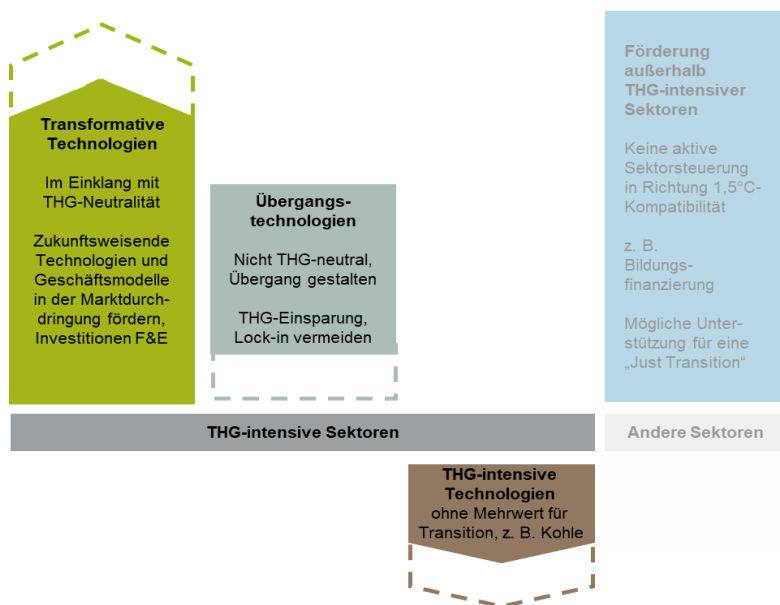 Transformative
Technologien
Im Einklang mit
THG-Neutralität
Zukunftsweisende
Technologien und
Geschäftsmodelle
in der Marktdurch-
dringung fördern,
Investitionen F&E
Übergangs-
technologien
Nicht THG-neutral,
Übergang gestalten
THG-Einsparung,
Lock-in vermeiden
Förderung
außerhalb
THG-intensiver
Sektoren
Keine aktive
Sektorsteuerung
in Richtung 1,5°C-
Kompatibilität
z. B.
Bildungs-
finanzierung
Mögliche Unter-
stützung für eine
„Just Transition“
THG-intensive Sektoren
Andere Sektoren
THG-intensive
Technologien
ohne Mehrwert für
Transition, z. B. Kohle